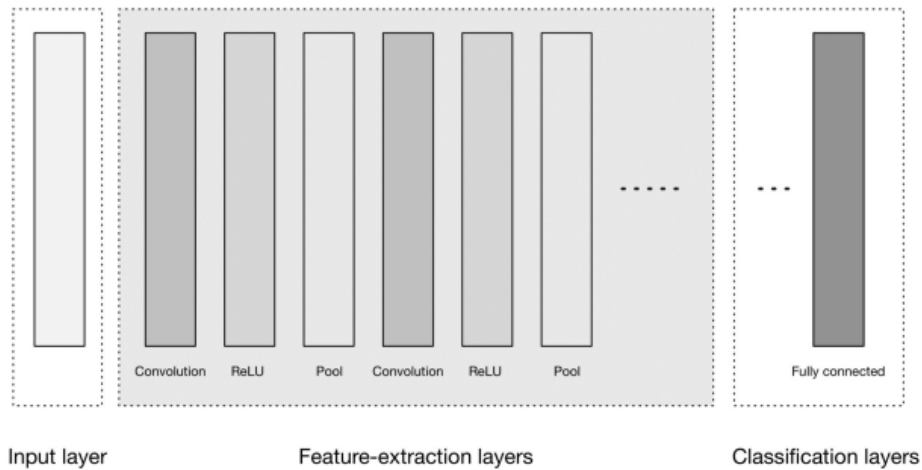 Convolution ReLU Pool Convolution ReLU Pool Fully connected
Input layer Feature-extraction layers Classification layers